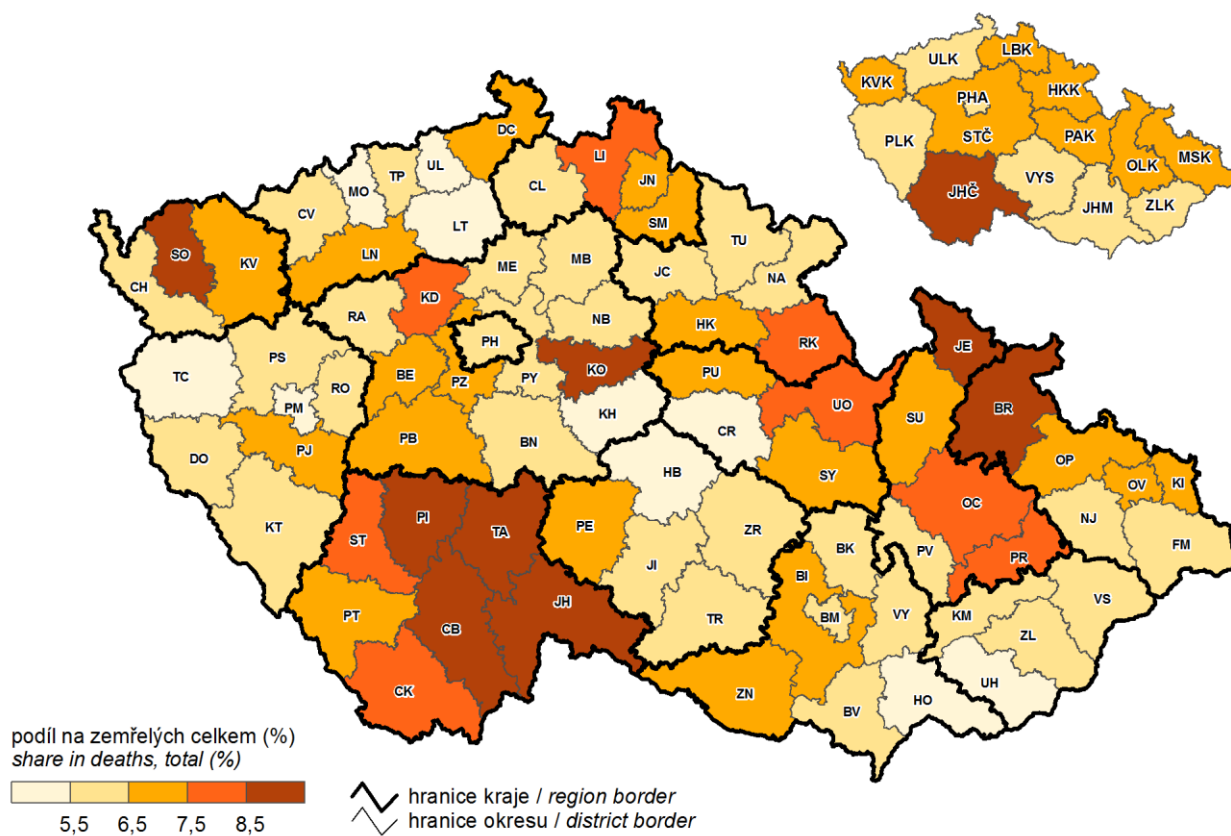 ULK
LBK
KVK
HKK
PHA
STČ
PAK
PLK
OLK
MSK
VYS
JHČ
JHM
ZLK
DC
LI
UL
JN
TP
MO
CL
CV
LT
SM
SO
KV
LN
TU
ME
MB
JC
CH
KD
NA
RA
NB
HK
PH
RK
JE
TC
PS
KO
RO
BE
PZ
PY
PU
BR
PM
KH
UO
SU
CR
PJ
PB
BN
DO
OP
HB
SY
OV
KI
KT
PI
TA
PE
OC
NJ
ZR
ST
BK
PV
FM
PR
JI
BI
JH
VS
PT
CB
TR
BM
VY
KM
ZL
UH
CK
ZN
BV
HO
podíl na zemřelých celkem (%)
share in deaths, total (%)
5,5 6,5 7,5 8,5
hranice kraje / region border
hranice okresu / district border